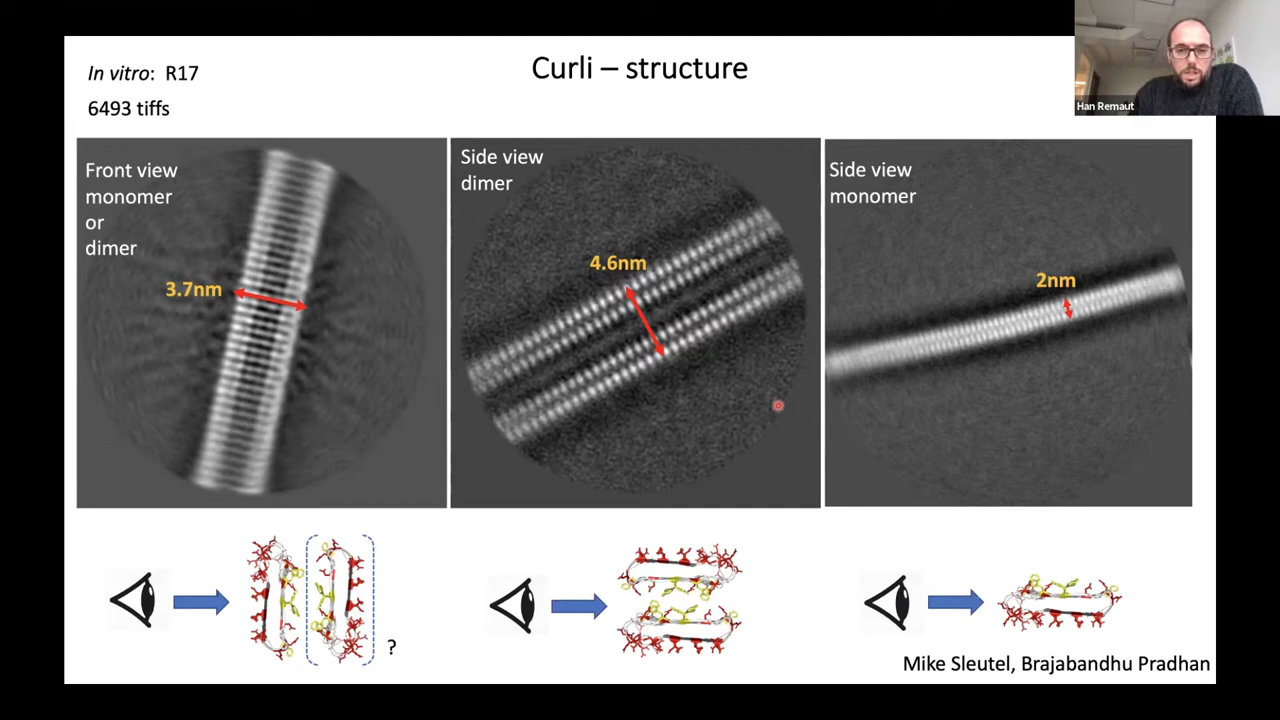 In vitro: R17
6493 tiffs
Curli – structure
Han Remaut
Front view
monomer
or
dimer
3.7nm
Side view
dimer
4.6nm
Side view
monomer
2nm
?
Mike Sleutel, Brajabandhu Pradhan